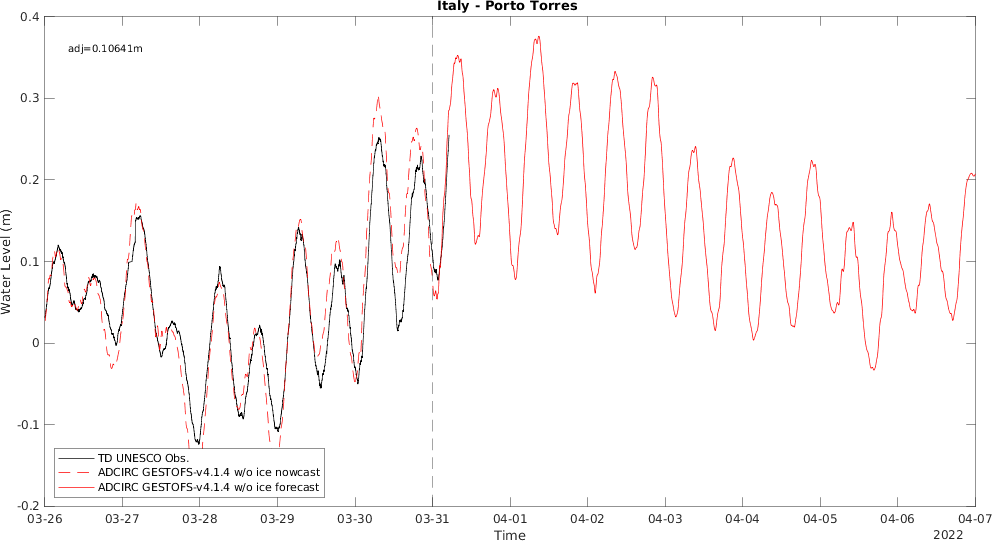 Italy - Porto Torres
adj=0.10641m
Water Level (m)
0.4
0.3
0.2
0.1
0
-0.1
-0.2
TD UNESCO Obs.
ADCIRC GESTOFS-v4.1.4 w/o ice nowcast
ADCIRC GESTOFS-v4.1.4 w/o ice forecast
03-26 03-27 03-28 03-29 03-30 03-31 04-01 04-02 04-03 04-04 04-05 04-06 04-07
Time
2022